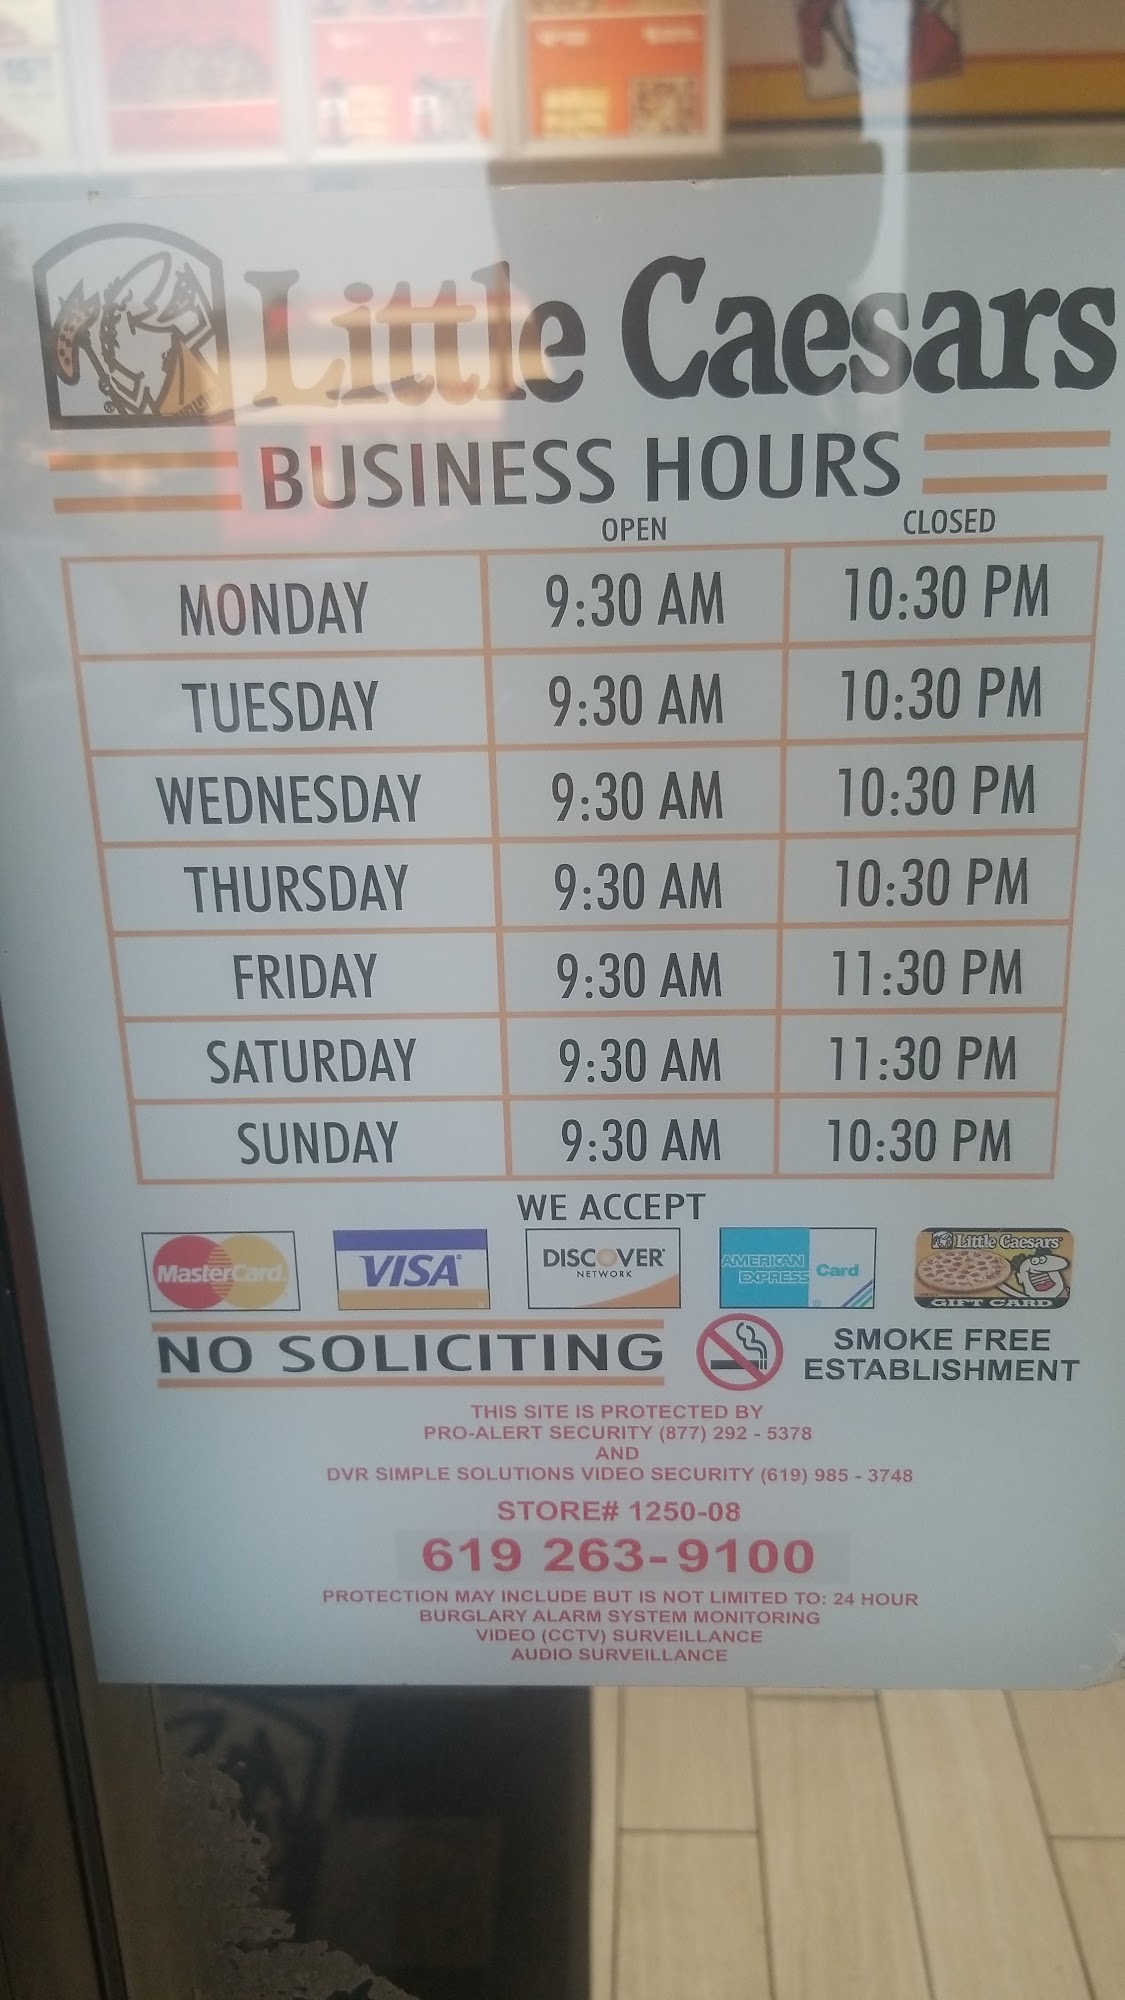 Little Caesars
BUSINESS HOURS
OPEN CLOSED
MONDAY 9:30 AM 10:30 PM
TUESDAY 9:30 AM 10:30 PM
WEDNESDAY 9:30 AM 10:30 PM
THURSDAY 9:30 AM 10:30 PM
FRIDAY 9:30 AM 11:30 PM
SATURDAY 9:30 AM 11:30 PM
SUNDAY 9:30 AM 10:30 PM
WE ACCEPT
MasterCard VISA DISCOVER NETWORK AMERICAN EXPRESS Card Little Caesars GIFT CARD
NO SOLICITING SMOKE FREE ESTABLISHMENT
THIS SITE IS PROTECTED BY
PRO-ALERT SECURITY (877) 292 - 5378
AND
DVR SIMPLE SOLUTIONS VIDEO SECURITY (619) 985 - 3748
STORE# 1250-08
619 263-9100
PROTECTION MAY INCLUDE BUT IS NOT LIMITED TO: 24 HOUR
BURGLARY ALARM SYSTEM MONITORING
VIDEO (CCTV) SURVEILLANCE
AUDIO SURVEILLANCE